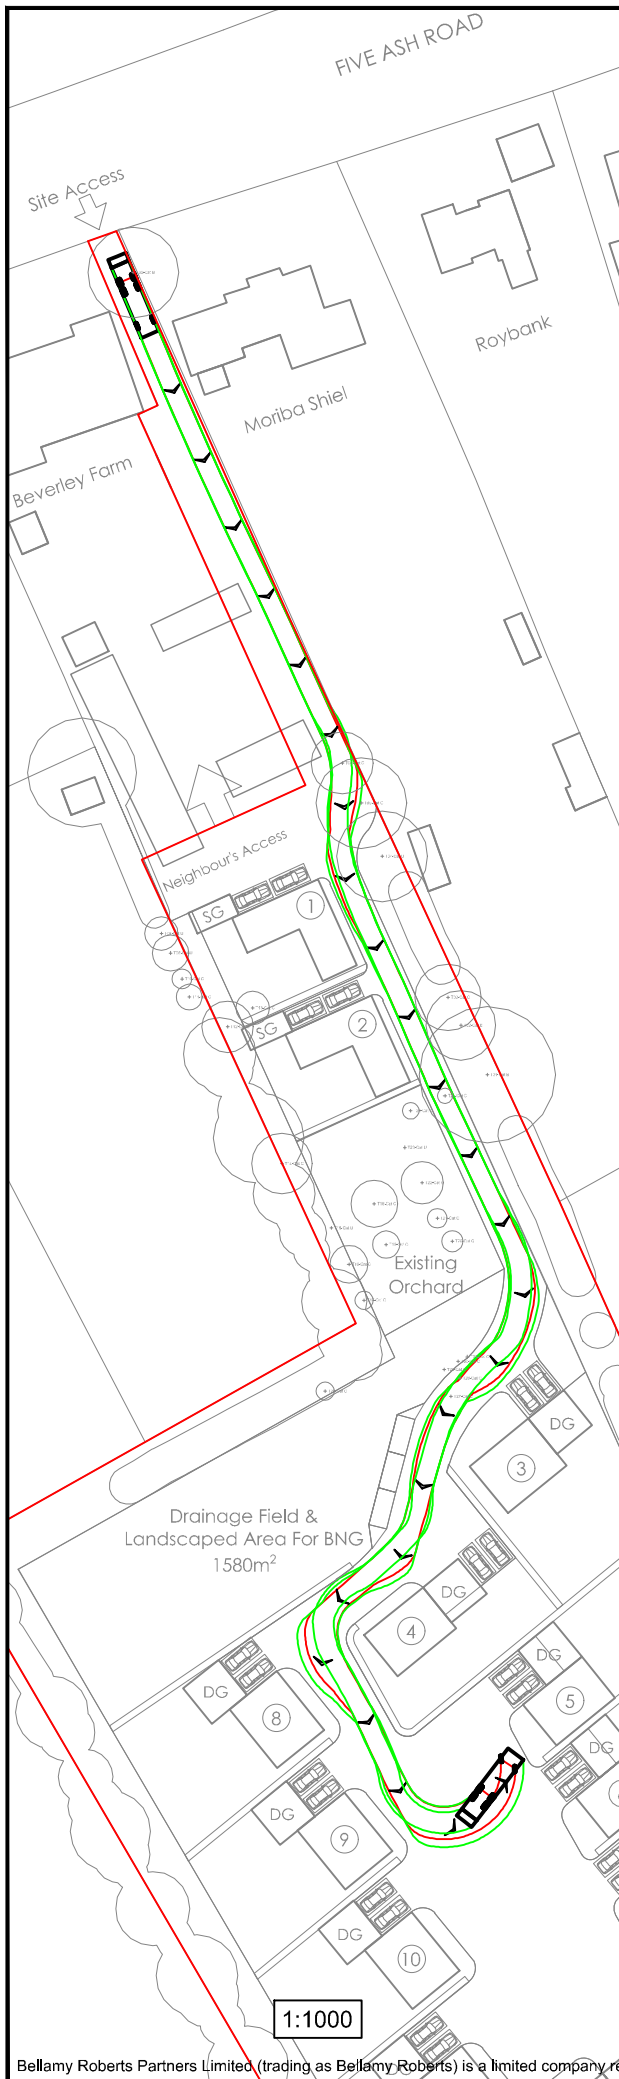 FIVE ASH ROAD
Site Access
Roybank
Moriba Shiel
Beverley Farm
Neighbour's Access
SG
1
SG
2
Existing
Orchard
DG
3
Drainage Field &
Landscaped Area For BNG
1580m²
DG
4
DG
5
DG
8
DG
DG
9
DG
10
DG
1:1000
Bellamy Roberts Partners Limited (trading as Bellamy Roberts) is a limited company